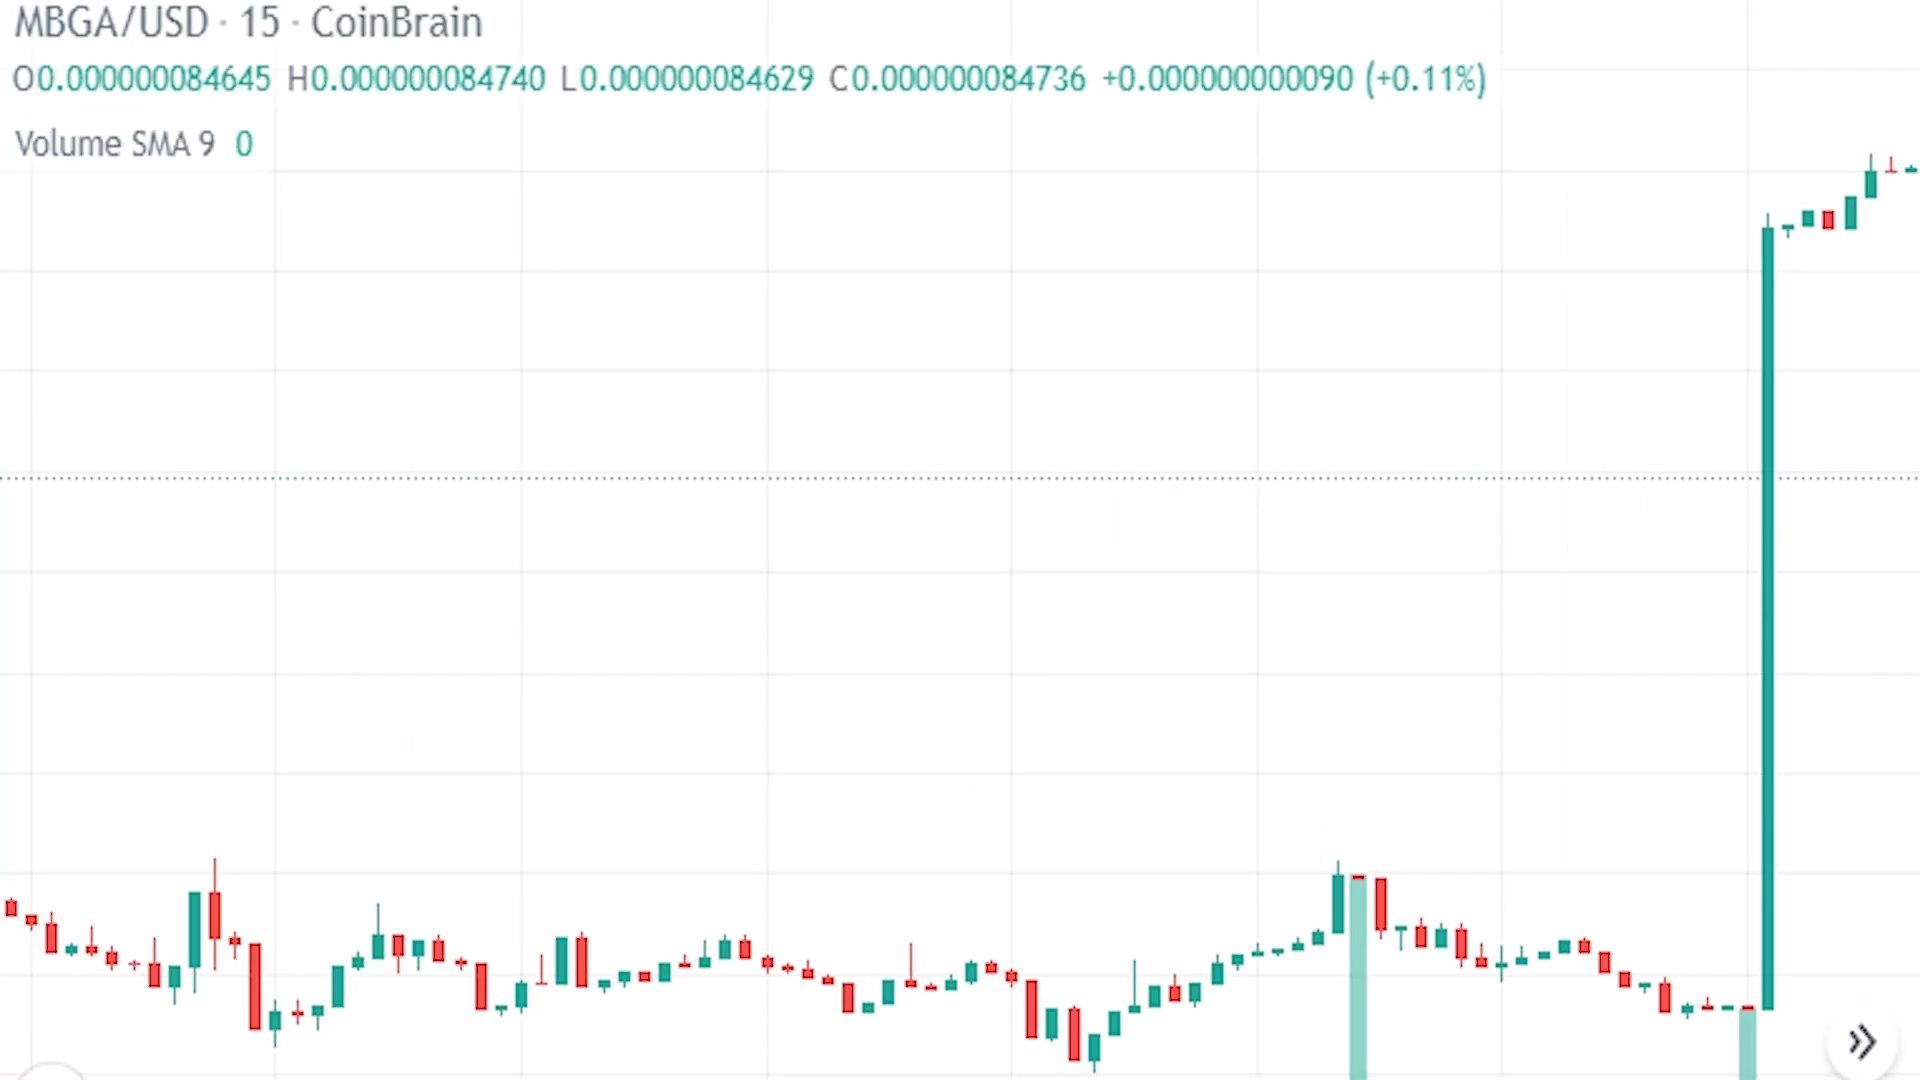 MBGA/USD · 15 · CoinBrain
O0.000000084645 H0.000000084740 L0.000000084629 C0.000000084736 +0.000000000090 (+0.11%)
Volume SMA 9 0